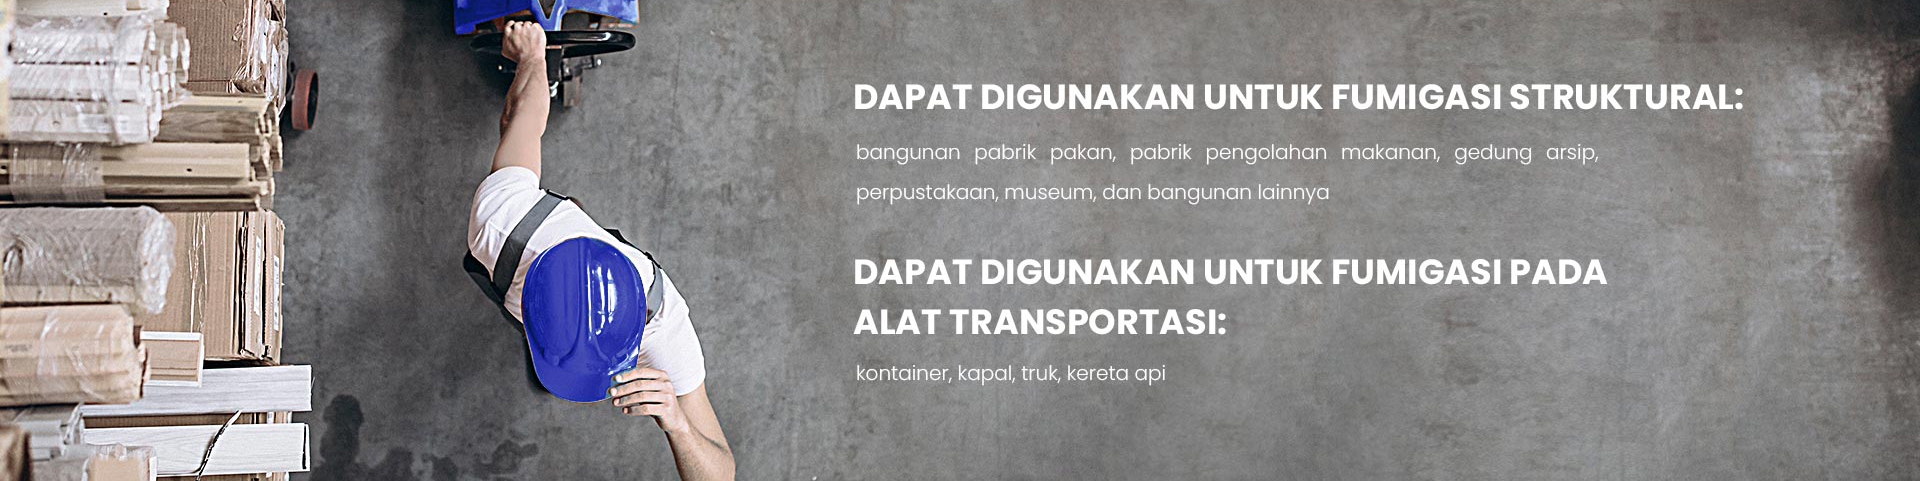 DAPAT DIGUNAKAN UNTUK FUMIGASI STRUKTURAL:
bangunan pabrik pakan, pabrik pengolahan makanan, gedung arsip,
perpustakaan, museum, dan bangunan lainnya
DAPAT DIGUNAKAN UNTUK FUMIGASI PADA
ALAT TRANSPORTASI:
kontainer, kapal, truk, kereta api